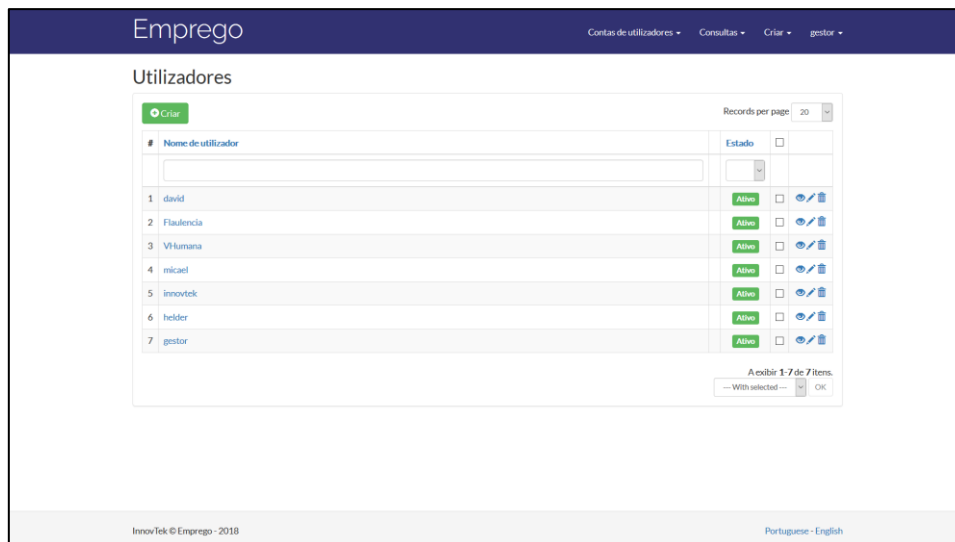 Emprego
Contas de utilizadores Consultas Criar gestor
Utilizadores
Criar Records per page 20
# Nome de utilizador Estado
1 david Ativo
2 Flaulencia Ativo
3 VHumana Ativo
4 micael Ativo
5 innovtek Ativo
6 helder Ativo
7 gestor Ativo
A exibir 1-7 de 7 itens.
--- With selected --- OK
InnovTek © Emprego - 2018 Portuguese - English